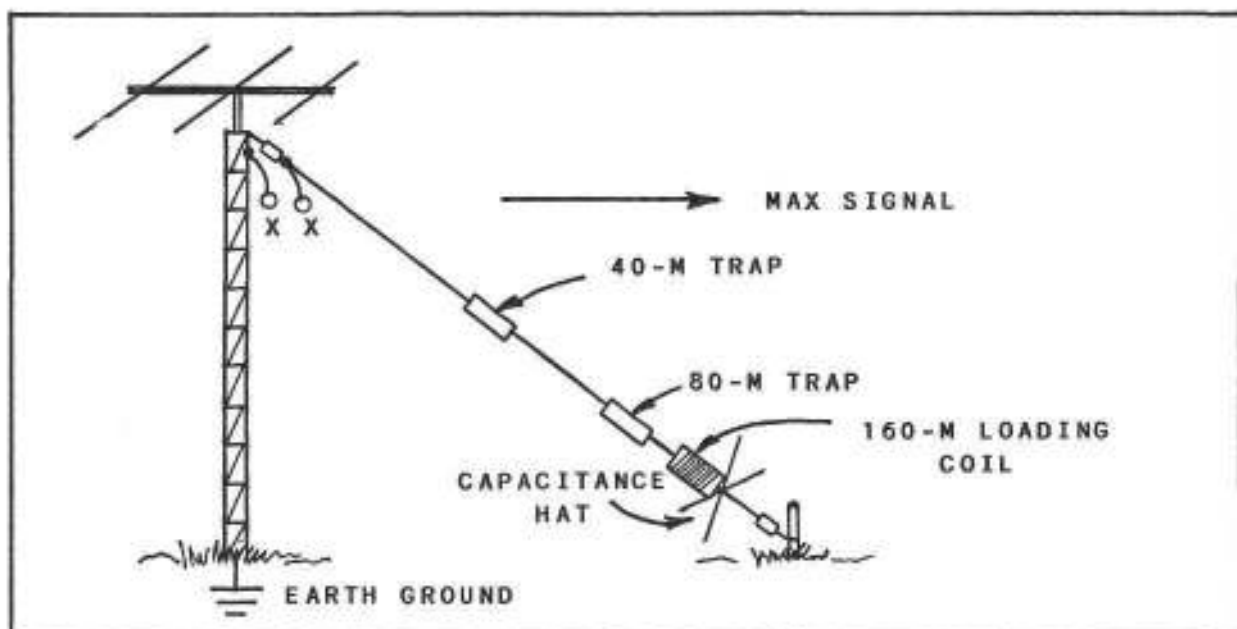 X X
MAX SIGNAL
40-M TRAP
80-M TRAP
160-M LOADING
COIL
CAPACITANCE
HAT
EARTH GROUND